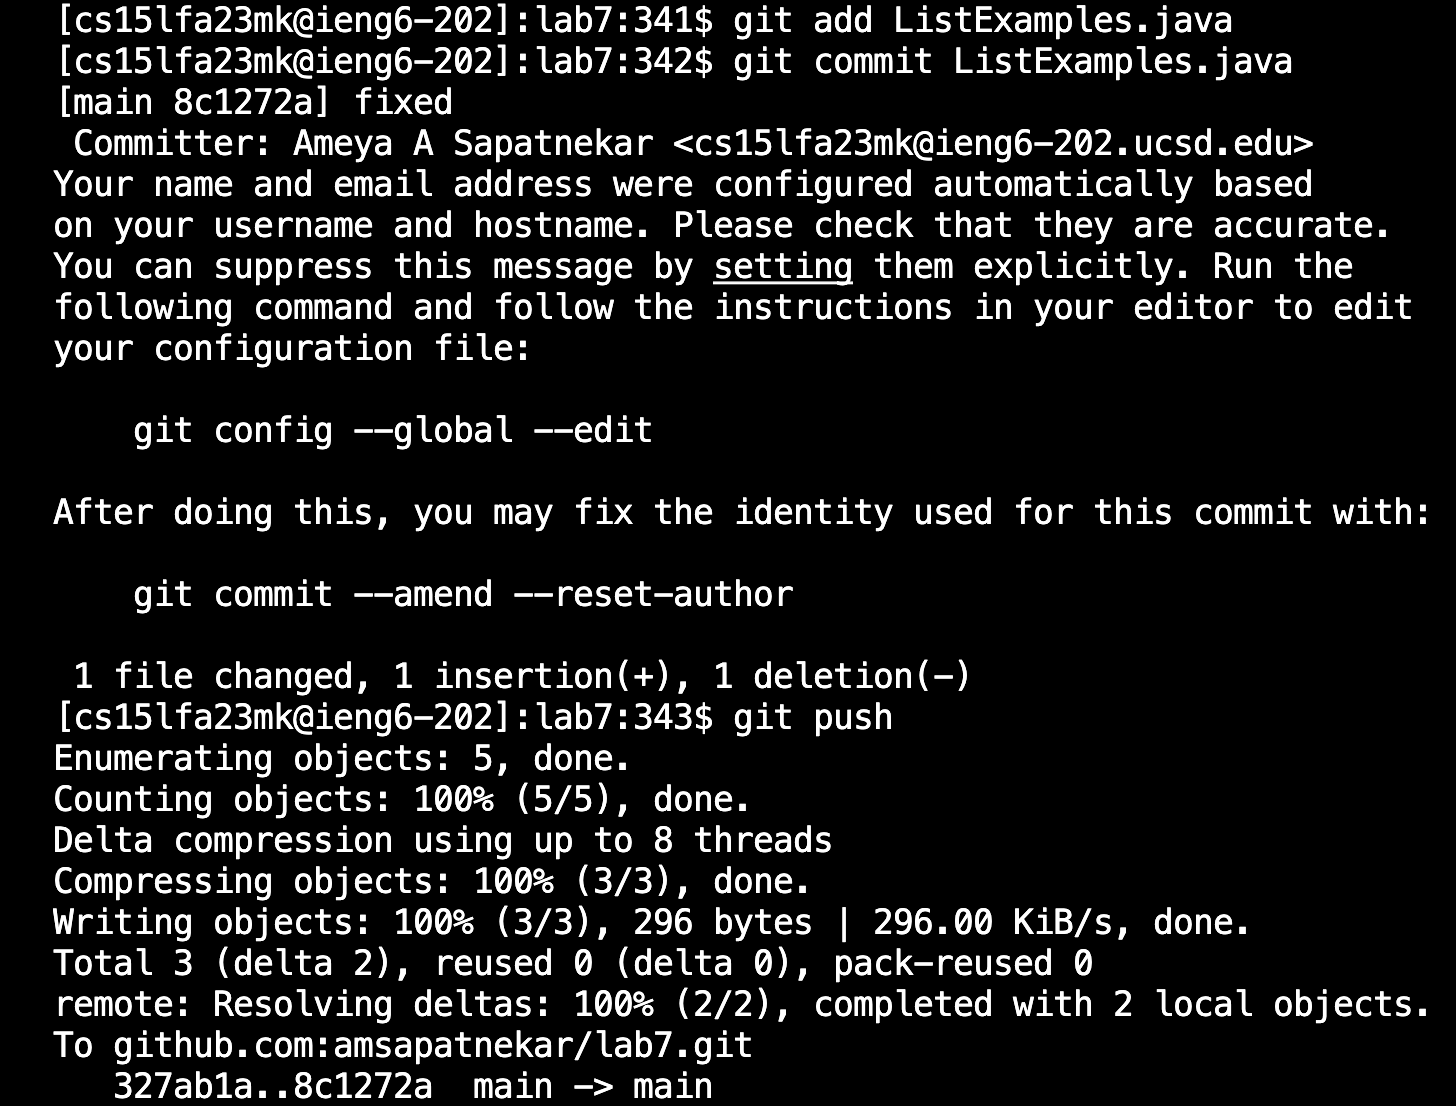 [cs15lfa23mk@ieng6-202]:lab7:341$ git add ListExamples.java
[cs15lfa23mk@ieng6-202]:lab7:342$ git commit ListExamples.java
[main 8c1272a] fixed
 Committer: Ameya A Sapatnekar <cs15lfa23mk@ieng6-202.ucsd.edu>
Your name and email address were configured automatically based
on your username and hostname. Please check that they are accurate.
You can suppress this message by setting them explicitly. Run the
following command and follow the instructions in your editor to edit
your configuration file:

    git config --global --edit

After doing this, you may fix the identity used for this commit with:

    git commit --amend --reset-author

 1 file changed, 1 insertion(+), 1 deletion(-)
[cs15lfa23mk@ieng6-202]:lab7:343$ git push
Enumerating objects: 5, done.
Counting objects: 100% (5/5), done.
Delta compression using up to 8 threads
Compressing objects: 100% (3/3), done.
Writing objects: 100% (3/3), 296 bytes | 296.00 KiB/s, done.
Total 3 (delta 2), reused 0 (delta 0), pack-reused 0
remote: Resolving deltas: 100% (2/2), completed with 2 local objects.
To github.com:amsapatnekar/lab7.git
   327ab1a..8c1272a  main -> main